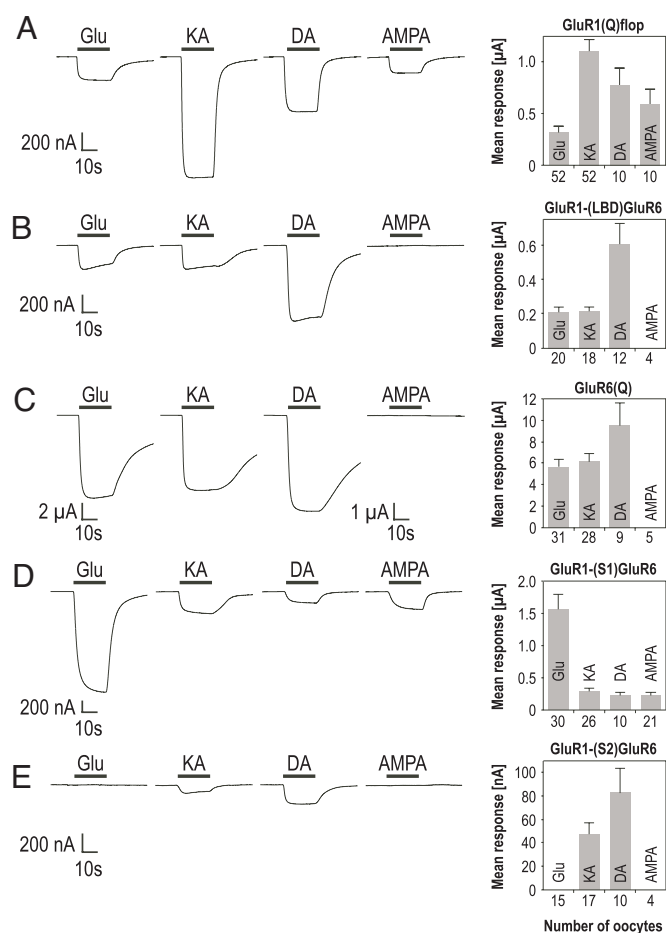 A
Glu KA DA AMPA
200 nA
10s
GluR1(Q)flop
Mean response [µA]
1.0
0.5
0
Glu KA DA AMPA
52 52 10 10
B
Glu KA DA AMPA
200 nA
10s
GluR1-(LBD)GluR6
Mean response [µA]
0.6
0.4
0.2
0
Glu KA DA AMPA
20 18 12 4
C
Glu KA DA AMPA
2 µA
10s
1 µA
10s
GluR6(Q)
Mean response [µA]
12
10
8
6
4
2
0
Glu KA DA AMPA
31 28 9 5
D
Glu KA DA AMPA
200 nA
10s
GluR1-(S1)GluR6
Mean response [µA]
2.0
1.5
1.0
0.5
0
Glu KA DA AMPA
30 26 10 21
E
Glu KA DA AMPA
200 nA
10s
GluR1-(S2)GluR6
Mean response [nA]
100
80
60
40
20
0
Glu KA DA AMPA
15 17 10 4
Number of oocytes